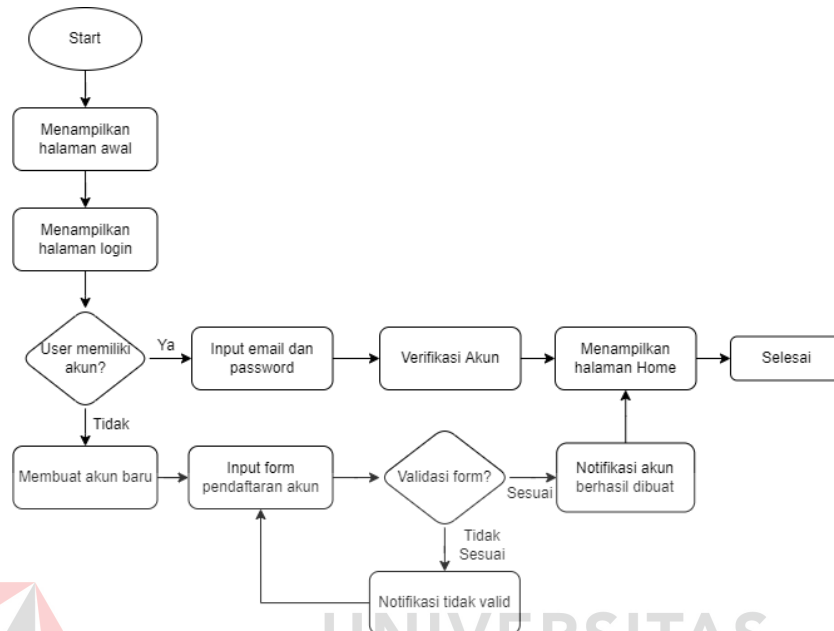 Start
Menampilkan
halaman awal
Menampilkan
halaman login
User memiliki
akun?
Ya
Input email dan
password
Verifikasi Akun
Menampilkan
halaman Home
Selesai
Tidak
Membuat akun baru
Input form
pendaftaran akun
Validasi form?
Sesuai
Notifikasi akun
berhasil dibuat
Tidak
Sesuai
Notifikasi tidak valid
UNIVERSITAS